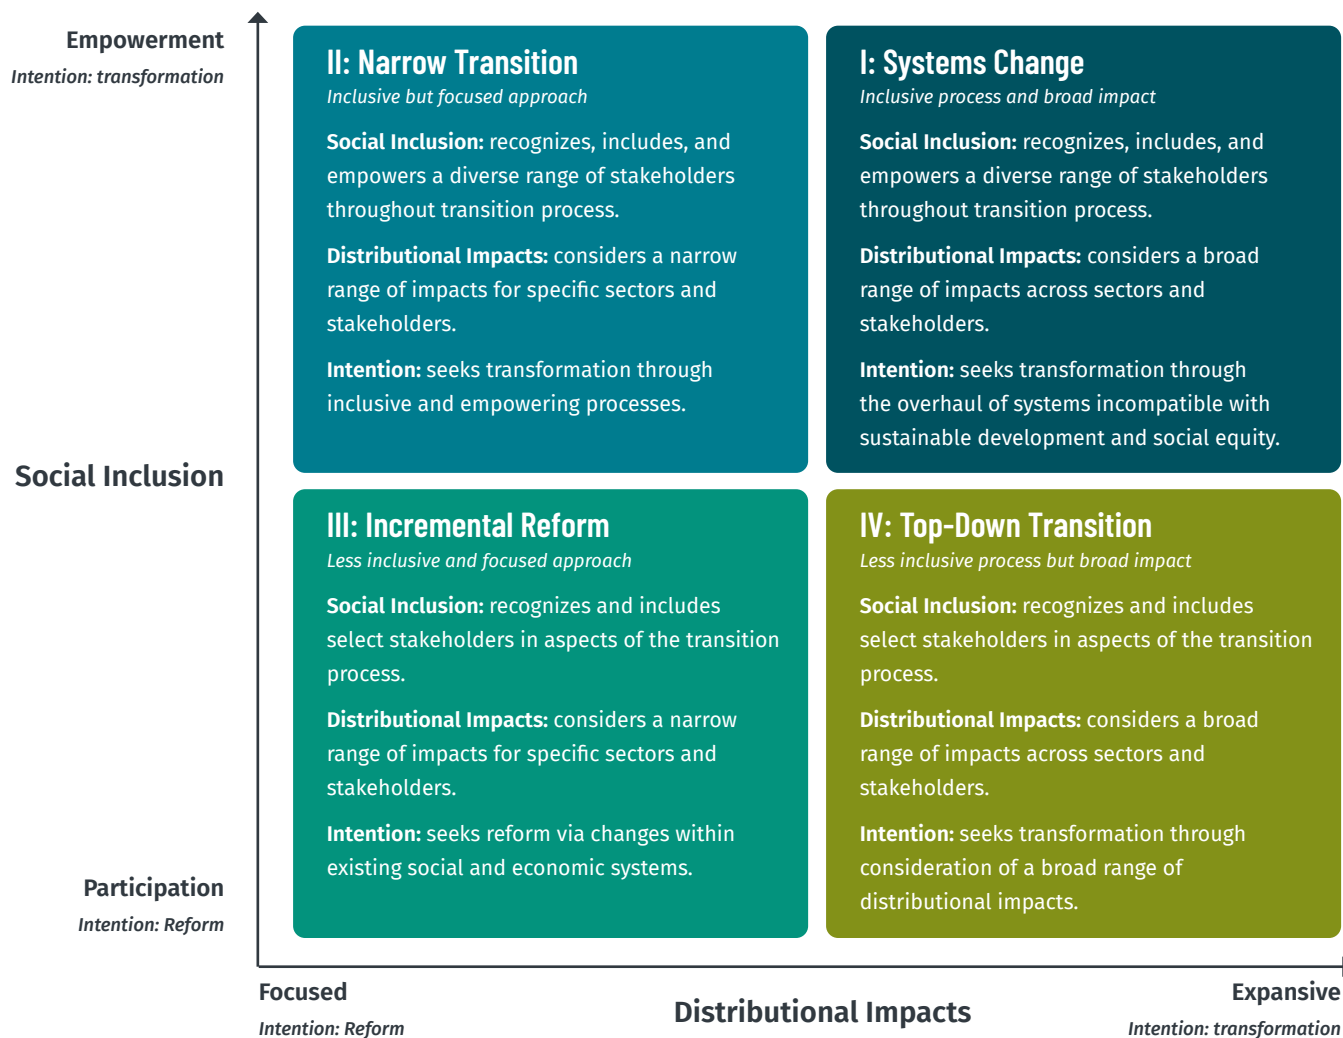 Empowerment
Intention: transformation
II: Narrow Transition
Inclusive but focused approach
Social Inclusion: recognizes, includes, and
empowers a diverse range of stakeholders
throughout transition process.
Distributional Impacts: considers a narrow
range of impacts for specific sectors and
stakeholders.
Intention: seeks transformation through
inclusive and empowering processes.
I: Systems Change
Inclusive process and broad impact
Social Inclusion: recognizes, includes, and
empowers a diverse range of stakeholders
throughout transition process.
Distributional Impacts: considers a broad
range of impacts across sectors and
stakeholders.
Intention: seeks transformation through
the overhaul of systems incompatible with
sustainable development and social equity.
Social Inclusion
III: Incremental Reform
Less inclusive and focused approach
Social Inclusion: recognizes and includes
select stakeholders in aspects of the transition
process.
Distributional Impacts: considers a narrow
range of impacts for specific sectors and
stakeholders.
Intention: seeks reform via changes within
existing social and economic systems.
IV: Top-Down Transition
Less inclusive process but broad impact
Social Inclusion: recognizes and includes
select stakeholders in aspects of the transition
process.
Distributional Impacts: considers a broad
range of impacts across sectors and
stakeholders.
Intention: seeks transformation through
consideration of a broad range of
distributional impacts.
Participation
Intention: Reform
Focused
Intention: Reform
Distributional Impacts
Expansive
Intention: transformation